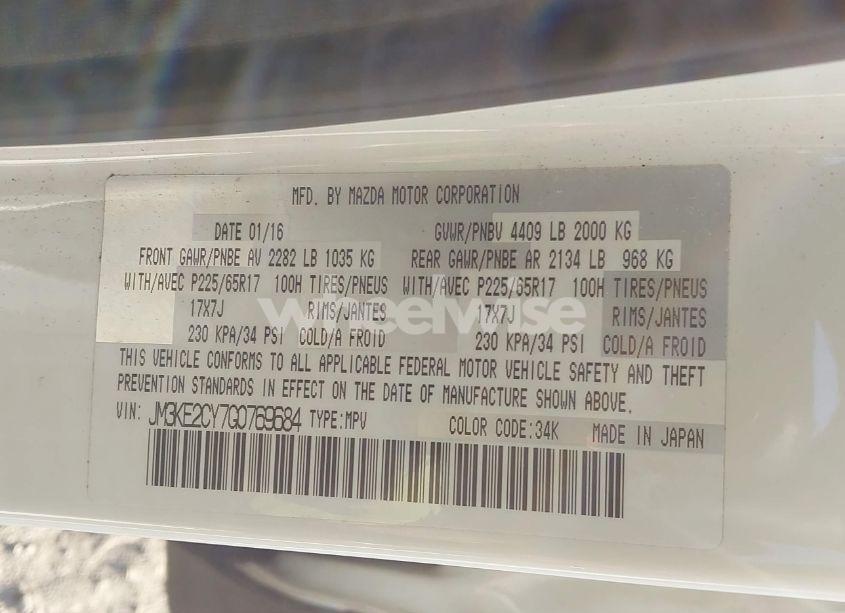 MFD. BY MAZDA MOTOR CORPORATION
DATE 01/16 GVWR/PNBV 4409 LB 2000 KG
FRONT GAWR/PNBE AV 2282 LB 1035 KG REAR GAWR/PNBE AR 2134 LB 968 KG
WITH/AVEC P225/65R17 100H TIRES/PNEUS WITH/AVEC P225/65R17 100H TIRES/PNEUS
17X7J RIMS/JANTES 17X7J RIMS/JANTES
wheelwise
230 KPA/34 PSI COLD/A FROID 230 KPA/34 PSI COLD/A FROID
THIS VEHICLE CONFORMS TO ALL APPLICABLE FEDERAL MOTOR VEHICLE SAFETY AND THEFT
PREVENTION STANDARDS IN EFFECT ON THE DATE OF MANUFACTURE SHOWN ABOVE.
VIN: JM3KE2CY7G0769684 TYPE:MPV COLOR CODE:34K MADE IN JAPAN